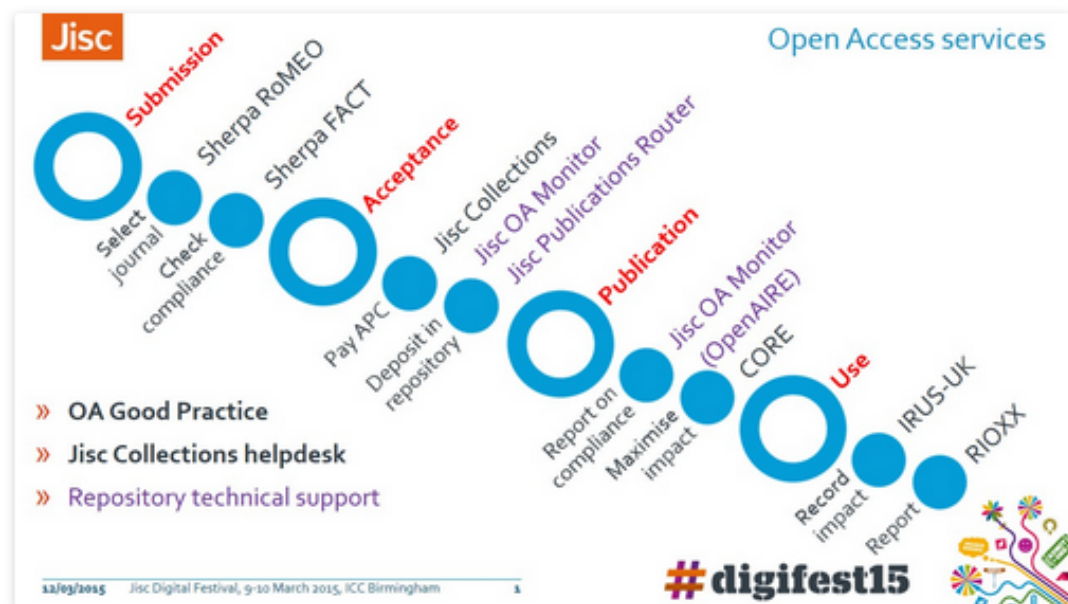 Jisc
Open Access services
Submission
Select
journal
Sherpa RoMEO
Check
compliance
Sherpa FACT
Acceptance
Pay APC
Jisc Collections
Deposit in
repository
Jisc OA Monitor
Jisc Publications Router
Publication
Report on
compliance
Jisc OA Monitor
(OpenAIRE)
Maximise
impact
CORE
Use
Record
impact
IRUS-UK
Report
RIOXX
» OA Good Practice
» Jisc Collections helpdesk
» Repository technical support
12/03/2015 Jisc Digital Festival, 9-10 March 2015, ICC Birmingham 1
#digifest15